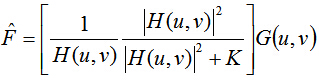 F̂ = [ 1 / H(u,v) · |H(u,v)|² / (|H(u,v)|² + K) ] G(u,v)